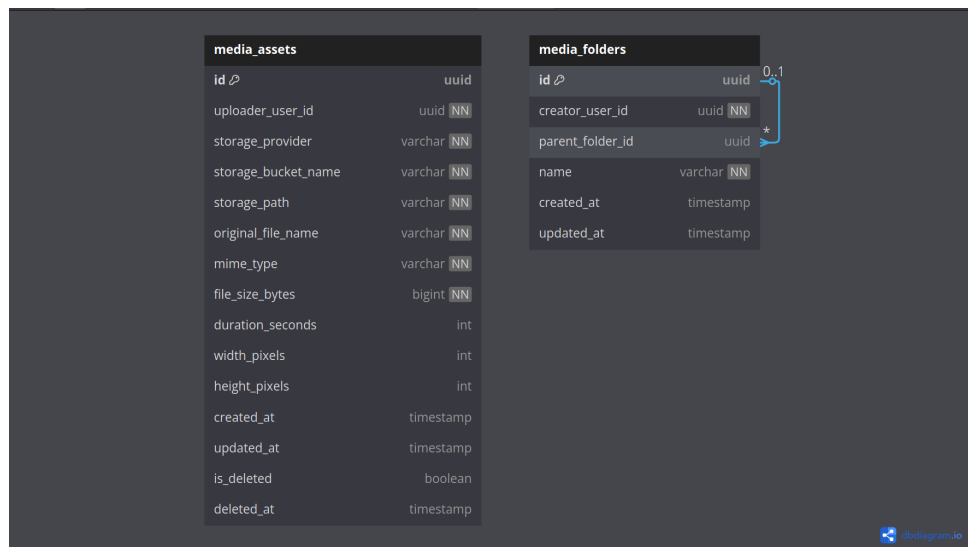 media_assets
id uuid
uploader_user_id uuid NN
storage_provider varchar NN
storage_bucket_name varchar NN
storage_path varchar NN
original_file_name varchar NN
mime_type varchar NN
file_size_bytes bigint NN
duration_seconds int
width_pixels int
height_pixels int
created_at timestamp
updated_at timestamp
is_deleted boolean
deleted_at timestamp
media_folders
id uuid 0..1
creator_user_id uuid NN
parent_folder_id uuid *
name varchar NN
created_at timestamp
updated_at timestamp
dbdiagram.io